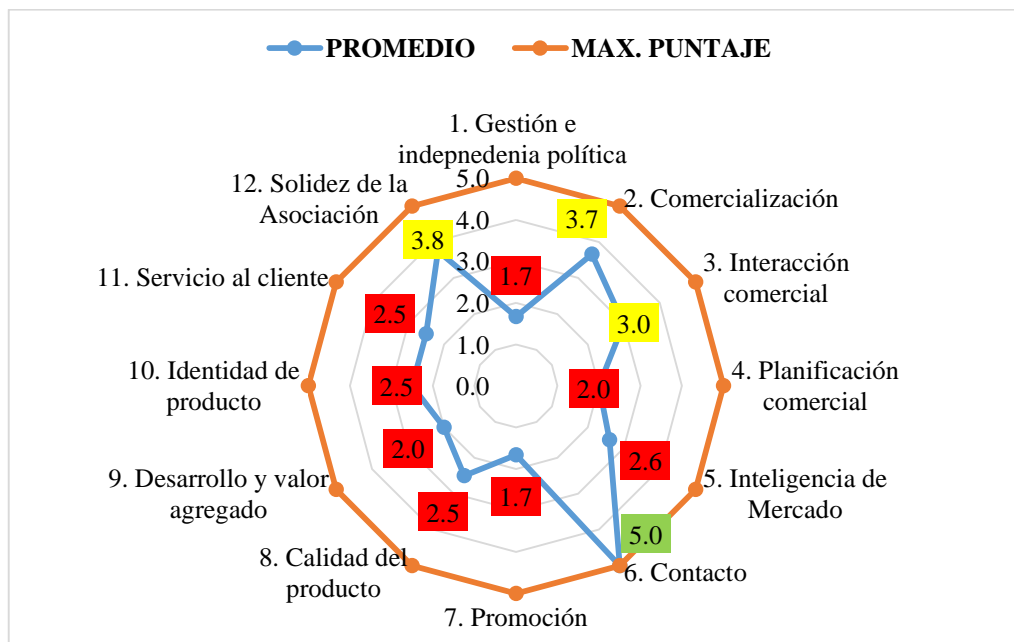 PROMEDIO MAX. PUNTAJE
1. Gestión e
indepnedenia política
2. Comercialización
3. Interacción
comercial
4. Planificación
comercial
5. Inteligencia de
Mercado
6. Contacto
7. Promoción
8. Calidad del
producto
9. Desarrollo y valor
agregado
10. Identidad de
producto
11. Servicio al cliente
12. Solidez de la
Asociación
5.0
4.0
3.0
2.0
1.0
0.0
1.7
3.7
3.0
2.0
2.6
5.0
1.7
2.5
2.0
2.5
2.5
3.8